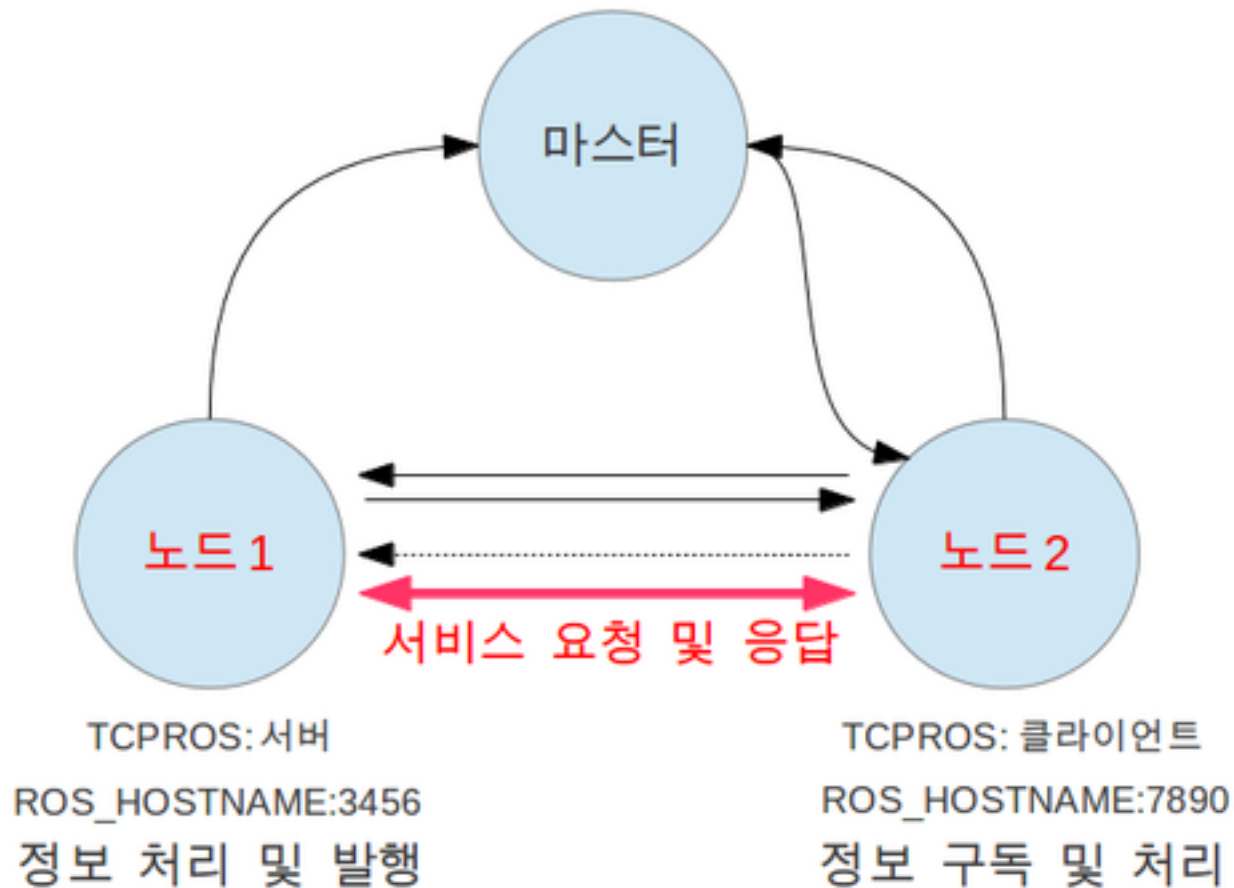 마스터
노드1
노드2
서비스 요청 및 응답
TCPROS: 서버
ROS_HOSTNAME:3456
정보 처리 및 발행
TCPROS: 클라이언트
ROS_HOSTNAME:7890
정보 구독 및 처리